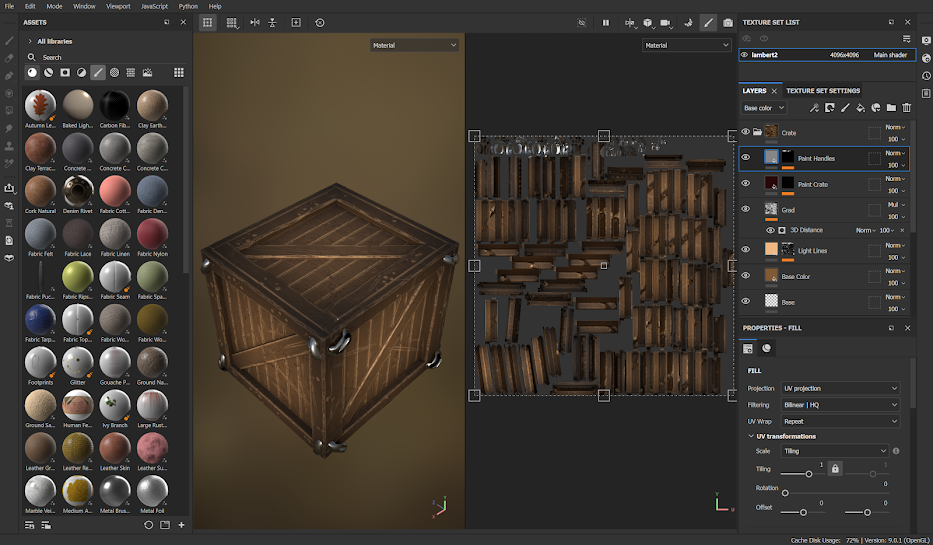 File Edit Mode Window Viewport JavaScript Python Help
ASSETS
All libraries
Search
Autumn Le... Baked Ligh... Carbon Fib... Clay Earth...
Clay Terrac... Concrete ... Concrete ... Concrete C...
Cork Natural Denim Rivet Fabric Cott... Fabric Den...
Fabric Felt Fabric Lace Fabric Linen Fabric Nylon
Fabric Puc... Fabric Rips... Fabric Seam Fabric Spa...
Fabric Tarp... Fabric Top... Fabric Wo... Fabric Wo...
Footprints Glitter Gouache P... Ground Na...
Ground Sa... Human Fe... Ivy Branch Large Rust...
Leather Gr... Leather Re... Leather Skin Leather Su...
Marble Vei... Medium A... Metal Brus... Metal Foil
Material
Y
Z
X
Material
Y
U
TEXTURE SET LIST
lambert2 4096x4096 Main shader
LAYERS TEXTURE SET SETTINGS
Base color
Crate Norm
100
Paint Handles Norm
100
Paint Crate Norm
100
Grad Mul
100
3D Distance Norm 100
Light Lines Norm
100
Base Color Norm
100
Base Norm
100
PROPERTIES - FILL
FILL
Projection UV projection
Filtering Bilinear | HQ
UV Wrap Repeat
UV transformations
Scale Tiling
Tiling 1 1
Rotation 0
Offset 0 0
Cache Disk Usage: 72% | Version: 9.0.1 (OpenGL)